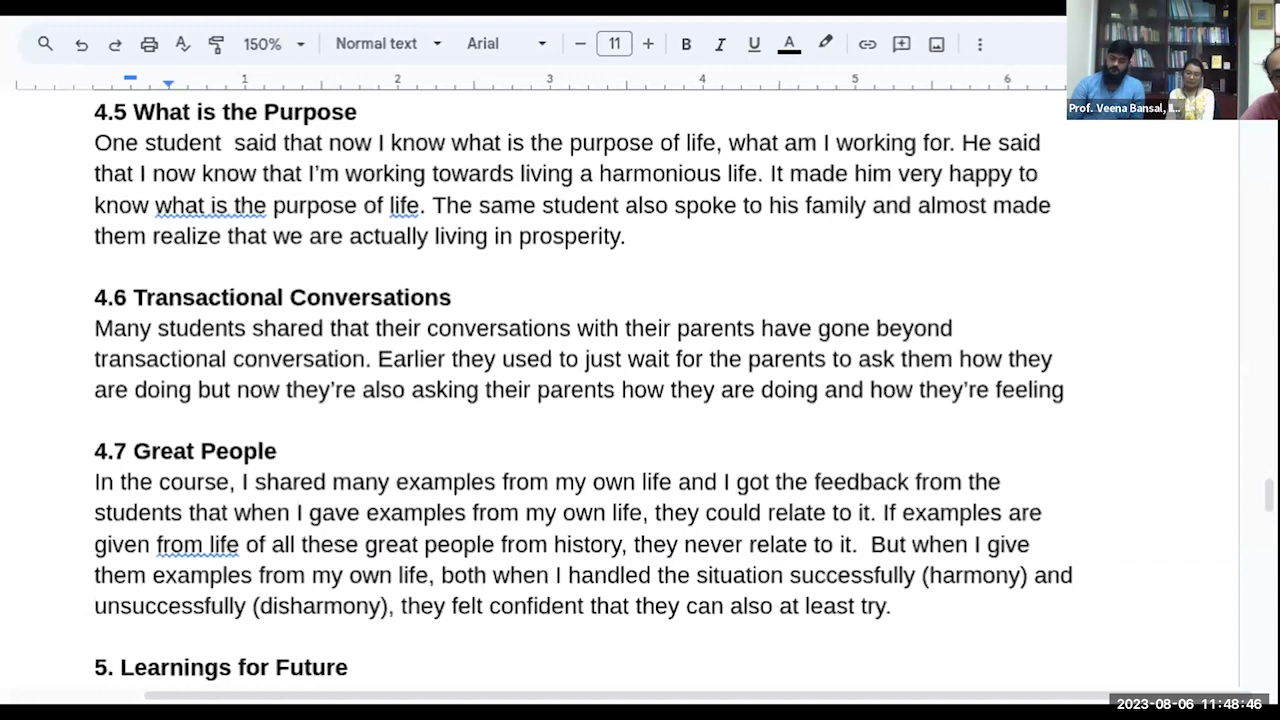 150%
Normal text
Arial
11
B
I
U
A
1
2
3
4
5
6
Prof. Veena Bansal, II...
4.5 What is the Purpose
One student  said that now I know what is the purpose of life, what am I working for. He said
that I now know that I'm working towards living a harmonious life. It made him very happy to
know what is the purpose of life. The same student also spoke to his family and almost made
them realize that we are actually living in prosperity.
4.6 Transactional Conversations
Many students shared that their conversations with their parents have gone beyond
transactional conversation. Earlier they used to just wait for the parents to ask them how they
are doing but now they're also asking their parents how they are doing and how they're feeling
4.7 Great People
In the course, I shared many examples from my own life and I got the feedback from the
students that when I gave examples from my own life, they could relate to it. If examples are
given from life of all these great people from history, they never relate to it.  But when I give
them examples from my own life, both when I handled the situation successfully (harmony) and
unsuccessfully (disharmony), they felt confident that they can also at least try.
5. Learnings for Future
2023-08-06 11:48:46